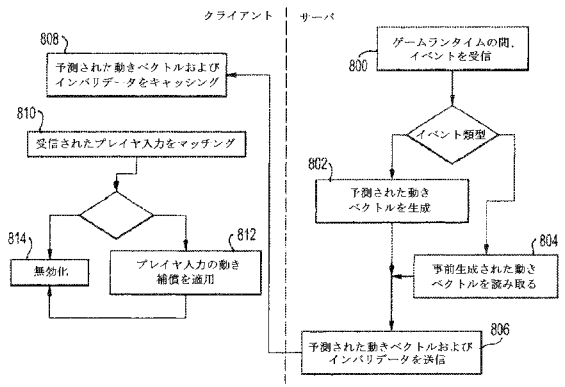 クライアント
サーバ
808
予測された動きベクトルおよび
インバリデータをキャッシング
810
受信されたプレイヤ入力をマッチング
814
無効化
812
プレイヤ入力の動き
補償を適用
800
ゲームランタイムの間、
イベントを受信
イベント類型
802
予測された動き
ベクトルを生成
804
事前生成された動き
ベクトルを読み取る
806
予測された動きベクトルおよび
インバリデータを送信